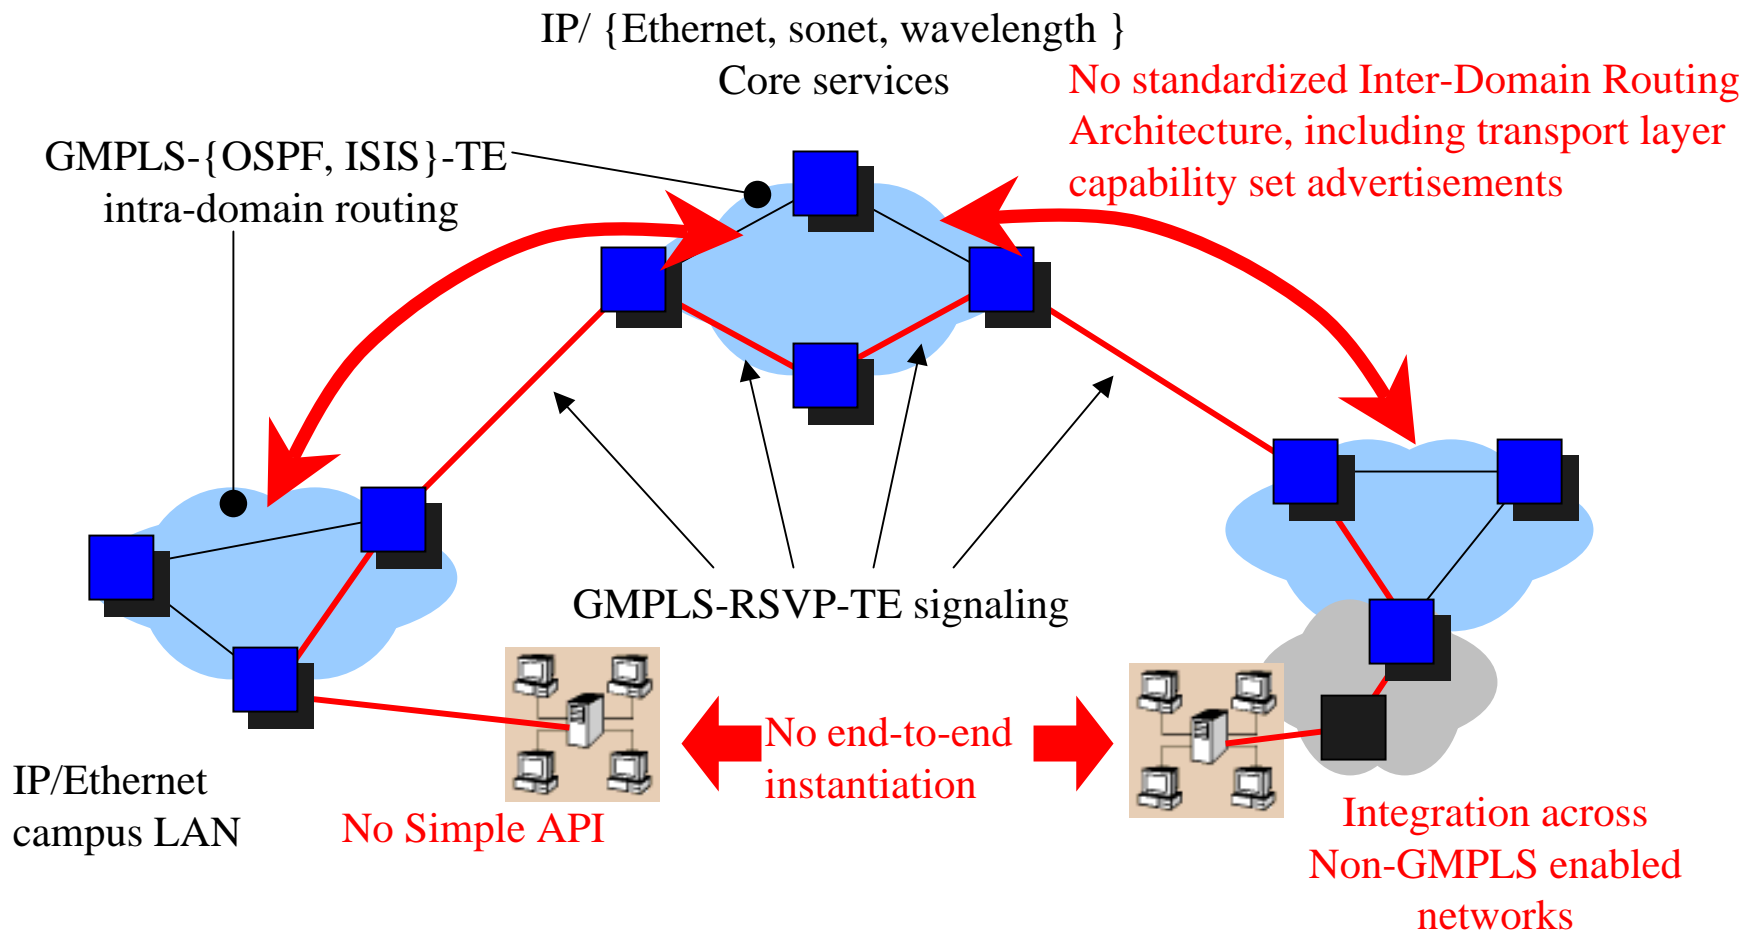 IP/ {Ethernet, sonet, wavelength }
Core services
No standardized Inter-Domain Routing
Architecture, including transport layer
capability set advertisements
GMPLS-{OSPF, ISIS}-TE
intra-domain routing
GMPLS-RSVP-TE signaling
No end-to-end
instantiation
IP/Ethernet
campus LAN
No Simple API
Integration across
Non-GMPLS enabled
networks